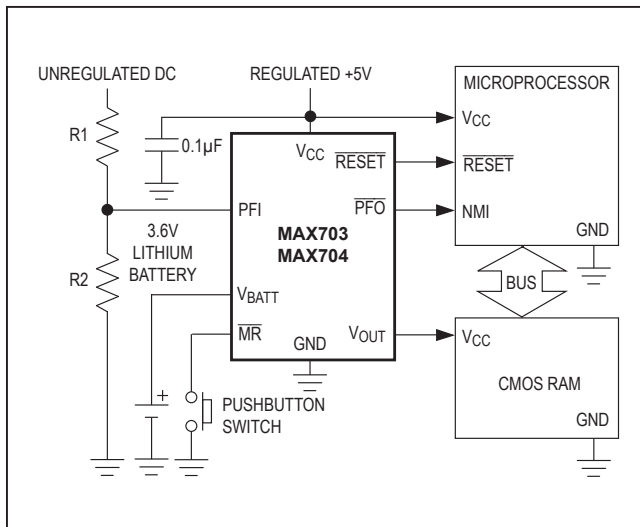 UNREGULATED DC
REGULATED +5V
MICROPROCESSOR
R1
0.1µF
VCC
RESET
PFI
PFO
MAX703
MAX704
VCC
RESET
NMI
GND
3.6V
LITHIUM
BATTERY
R2
VBATT
MR
GND
VOUT
BUS
VCC
CMOS RAM
GND
+
PUSHBUTTON
SWITCH